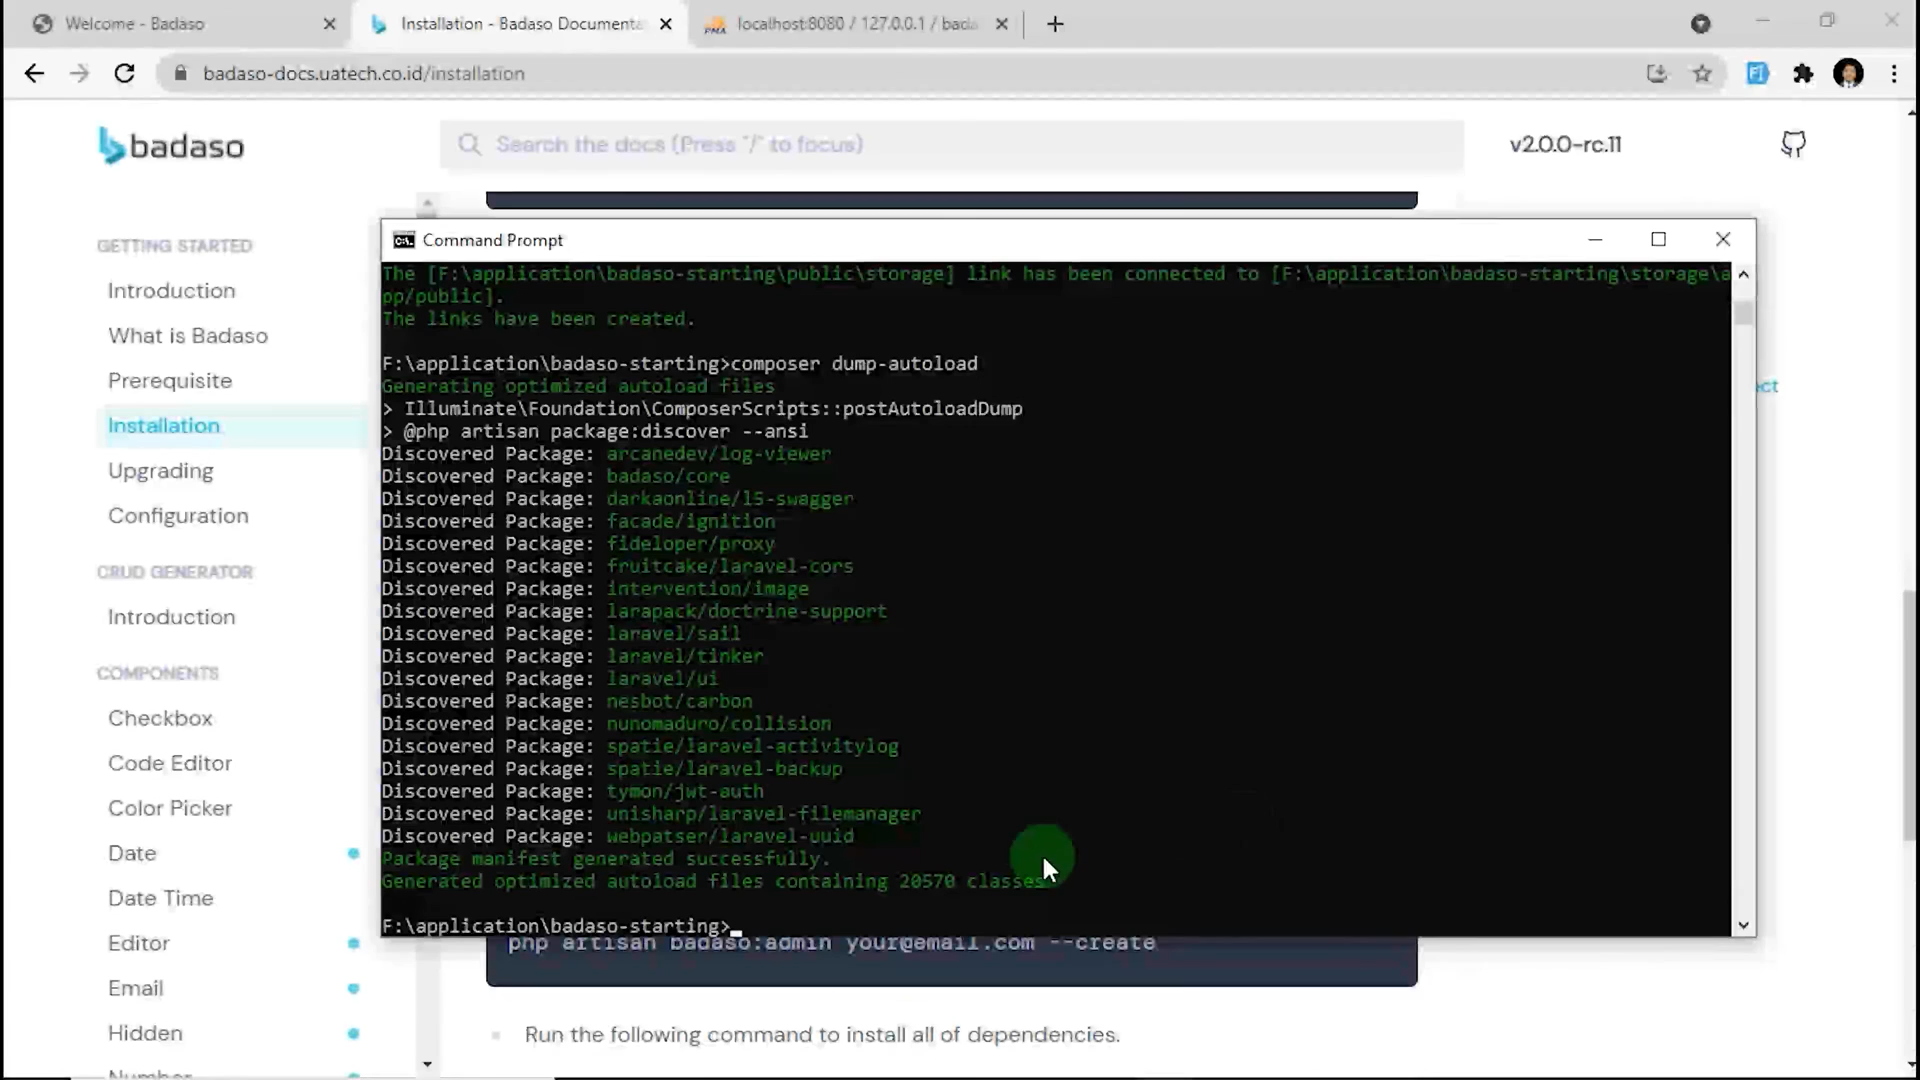 Welcome - Badaso
Installation - Badaso Documenta
localhost:8080 / 127.0.0.1 / bada
badaso-docs.uatech.co.id/installation
badaso
Search the docs (Press "/" to focus)
v2.0.0-rc.11
GETTING STARTED
Introduction
What is Badaso
Prerequisite
Installation
Upgrading
Configuration
CRUD GENERATOR
Introduction
COMPONENTS
Checkbox
Code Editor
Color Picker
Date
Date Time
Editor
Email
Hidden
Number
Command Prompt
The [F:\application\badaso-starting\public\storage] link has been connected to [F:\application\badaso-starting\storage\a
pp/public].
The links have been created.
F:\application\badaso-starting>composer dump-autoload
Generating optimized autoload files
> Illuminate\Foundation\ComposerScripts::postAutoloadDump
> @php artisan package:discover --ansi
Discovered Package: arcanedev/log-viewer
Discovered Package: badaso/core
Discovered Package: darkaonline/l5-swagger
Discovered Package: facade/ignition
Discovered Package: fideloper/proxy
Discovered Package: fruitcake/laravel-cors
Discovered Package: intervention/image
Discovered Package: larapack/doctrine-support
Discovered Package: laravel/sail
Discovered Package: laravel/tinker
Discovered Package: laravel/ui
Discovered Package: nesbot/carbon
Discovered Package: nunomaduro/collision
Discovered Package: spatie/laravel-activitylog
Discovered Package: spatie/laravel-backup
Discovered Package: tymon/jwt-auth
Discovered Package: unisharp/laravel-filemanager
Discovered Package: webpatser/laravel-uuid
Package manifest generated successfully.
Generated optimized autoload files containing 20570 classes
F:\application\badaso-starting>
ct
php artisan badaso:admin your@email.com --create
Run the following command to install all of dependencies.